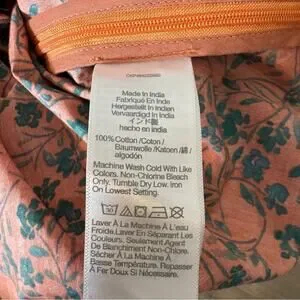 Made In India
Fabriqué En Inde
Hergestellt In Indien
Vervaardigd In India
インド製
hecho en india
100% Cotton /Coton /
Baumwolle /Katoen /綿 /
algodón
Machine Wash Cold With Like
Colors. Non-Chlorine Bleach
Only. Tumble Dry Low. Iron
On Lowest Setting.
Laver À La Machine À L'eau
Froide.Laver En Séparant Les
Couleurs. Seulement Agent
De Blanchiment Non-Chloré.
Sécher À La Machine À
Basse Température. Repasser
À Fer Doux Si Nécessaire.